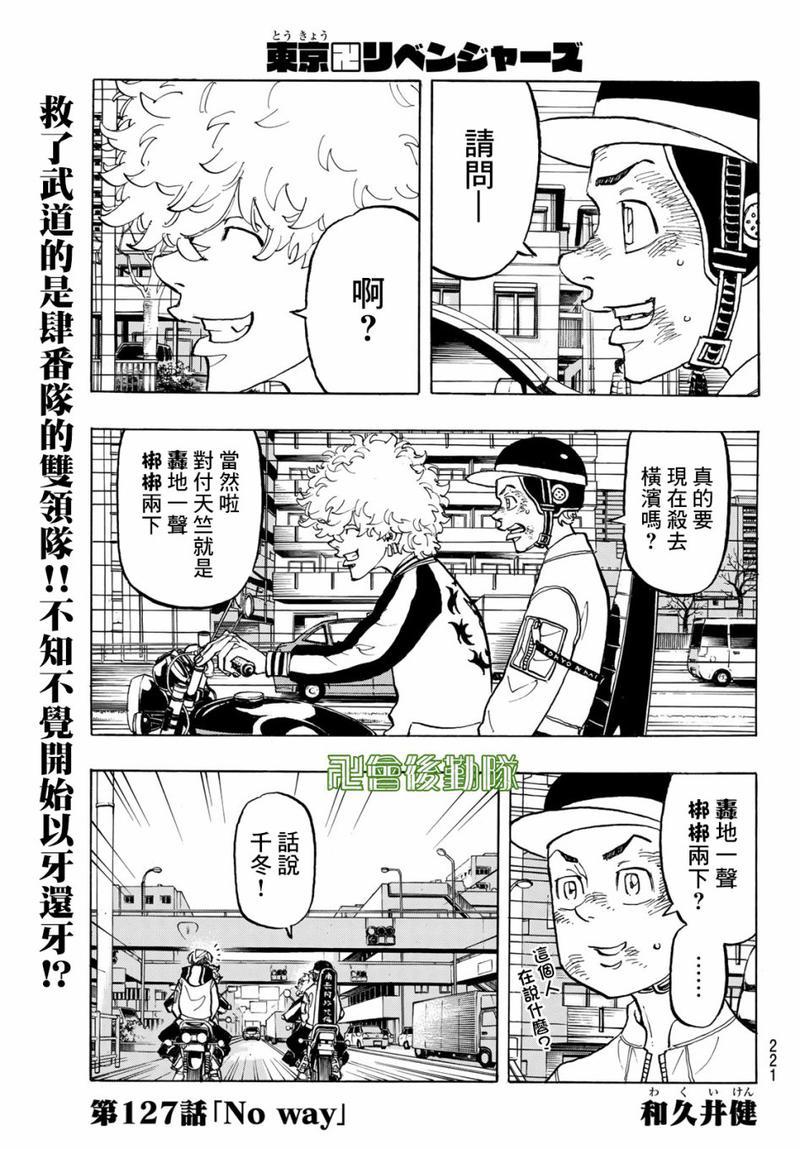 とうきょう
東京卍リベンジャーズ
救了武道的是肆番隊的雙領隊!!不知不覺開始以牙還牙!?
請問—
啊?
真的要
現在殺去
橫濱嗎?
當然啦
對付天竺就是
轟地一聲
梆梆兩下
TOKYO MANJI
卍會後勤隊
轟地一聲
梆梆兩下?
……
這個人
在說什麼?
話說
千冬!
221
第127話「No way」
わくいけん
和久井健